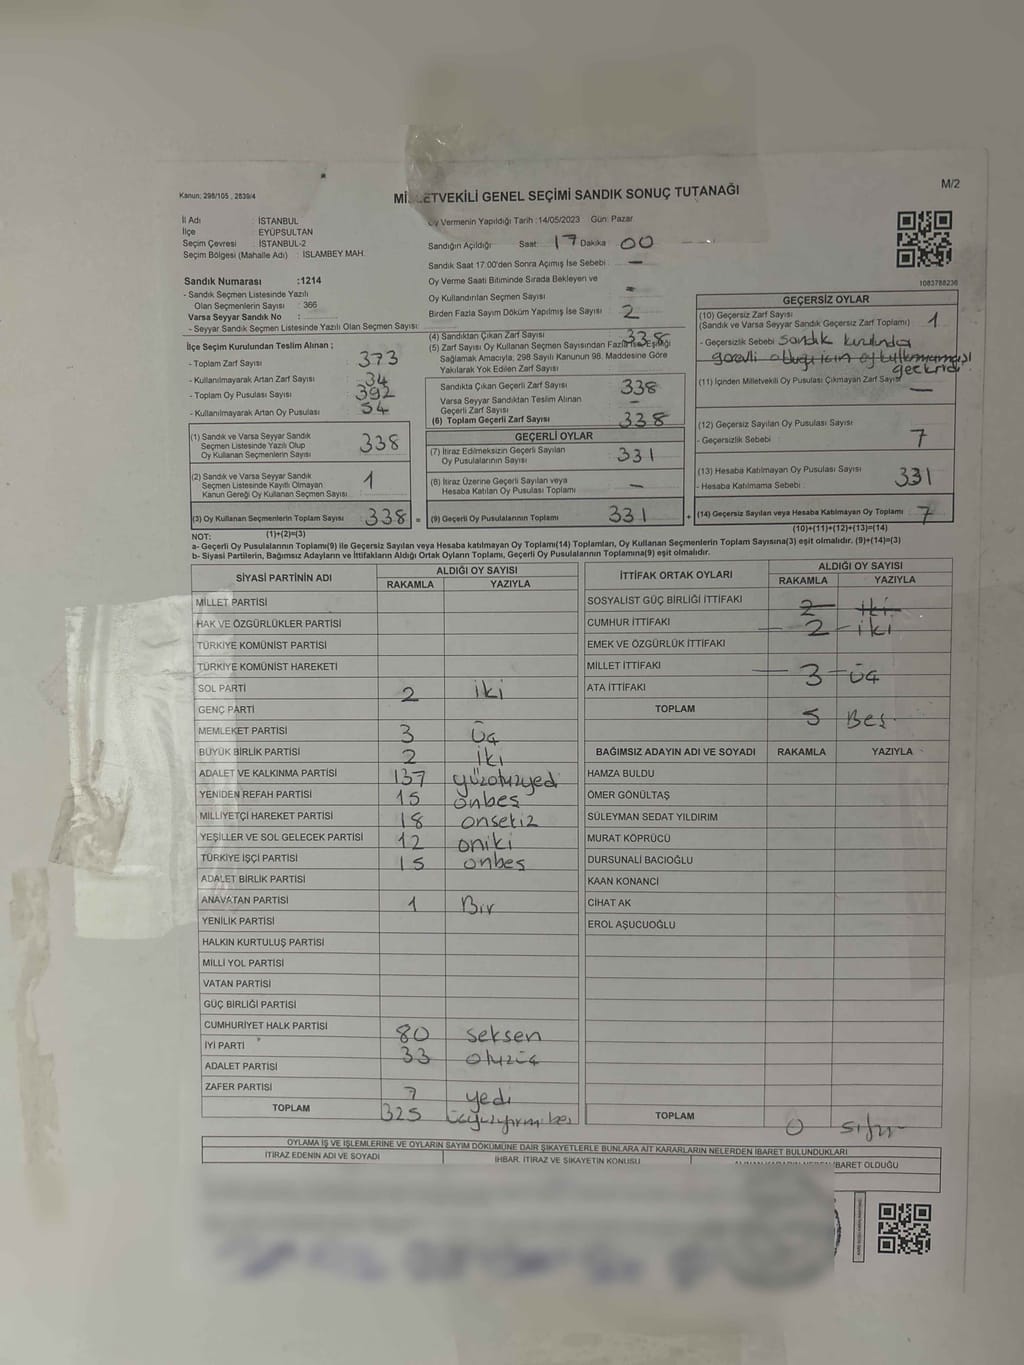 M/2
Kanun; 298/105 , 2839/4
MİLLETVEKİLİ GENEL SEÇİMİ SANDIK SONUÇ TUTANAĞI
İl Adı : İSTANBUL
İlçe : EYÜPSULTAN
Seçim Çevresi : İSTANBUL-2
Seçim Bölgesi (Mahalle Adı) : İSLAMBEY MAH.
Sandık Numarası :1214
- Sandık Seçmen Listesinde Yazılı
Olan Seçmenlerin Sayısı : 366
Varsa Seyyar Sandık No :
- Seyyar Sandık Seçmen Listesinde Yazılı Olan Seçmen Sayısı:
Oy Vermenin Yapıldığı Tarih :14/05/2023 Gün: Pazar
Sandığın Açıldığı Saat: 17 Dakika 00
Sandık Saat 17:00'den Sonra Açımış İse Sebebi : —
Oy Verme Saati Bitiminde Sırada Bekleyen ve
Oy Kullandırılan Seçmen Sayısı —
Birden Fazla Sayım Döküm Yapılmış İse Sayısı : 2
1083788236
İlçe Seçim Kurulundan Teslim Alınan ;
- Toplam Zarf Sayısı : 373
- Kullanılmayarak Artan Zarf Sayısı : 34
- Toplam Oy Pusulası Sayısı : 392
- Kullanılmayarak Artan Oy Pusulası : 54
(1) Sandık ve Varsa Seyyar Sandık
Seçmen Listesinde Yazılı Olup
Oy Kullanan Seçmenlerin Sayısı : 338
(2) Sandık ve Varsa Seyyar Sandık
Seçmen Listesinde Kayıtlı Olmayan
Kanun Gereği Oy Kullanan Seçmen Sayısı : 1
(3) Oy Kullanan Seçmenlerin Toplam Sayısı : 338 =
(1)+(2)=(3)
(4) Sandıktan Çıkan Zarf Sayısı : 338
(5) Zarf Sayısı Oy Kullanan Seçmen Sayısından Fazla İse Eşitliği
Sağlamak Amacıyla; 298 Sayılı Kanunun 98. Maddesine Göre
Yakılarak Yok Edilen Zarf Sayısı :
Sandıkta Çıkan Geçerli Zarf Sayısı 338
Varsa Seyyar Sandıktan Teslim Alınan
Geçerli Zarf Sayısı —
(6) Toplam Geçerli Zarf Sayısı : 338
GEÇERLİ OYLAR
(7) İtiraz Edilmeksizin Geçerli Sayılan
Oy Pusulalarının Sayısı : 331
(8) İtiraz Üzerine Geçerli Sayılan veya
Hesaba Katılan Oy Pusulası Toplamı : —
(9) Geçerli Oy Pusulalarının Toplamı : 331 +
GEÇERSİZ OYLAR
(10) Geçersiz Zarf Sayısı
(Sandık ve Varsa Seyyar Sandık Geçersiz Zarf Toplamı) : 1
- Geçersizlik Sebebi : sandık kurulunda
görevli olduğu için oy kullanmaması
gecikti
(11) İçinden Milletvekili Oy Pusulası Çıkmayan Zarf Sayısı —
(12) Geçersiz Sayılan Oy Pusulası Sayısı : 7
- Geçersizlik Sebebi :
(13) Hesaba Katılmayan Oy Pusulası Sayısı : 331
- Hesaba Katılmama Sebebi :
(14) Geçersiz Sayılan veya Hesaba Katılmayan Oy Toplamı : 7
(10)+(11)+(12)+(13)=(14)
NOT:
a- Geçerli Oy Pusulalarının Toplamı(9) ile Geçersiz Sayılan veya Hesaba katılmayan Oy Toplamı(14) Toplamları, Oy Kullanan Seçmenlerin Toplam Sayısına(3) eşit olmalıdır. (9)+(14)=(3)
b- Siyasi Partilerin, Bağımsız Adayların ve İttifakların Aldığı Ortak Oyların Toplamı, Geçerli Oy Pusulalarının Toplamına(9) eşit olmalıdır.
SİYASİ PARTİNİN ADI ALDIĞI OY SAYISI
RAKAMLA YAZIYLA
MİLLET PARTİSİ
HAK VE ÖZGÜRLÜKLER PARTİSİ
TÜRKİYE KOMÜNİST PARTİSİ
TÜRKİYE KOMÜNİST HAREKETİ
SOL PARTİ 2 iki
GENÇ PARTİ
MEMLEKET PARTİSİ 3 üç
BÜYÜK BİRLİK PARTİSİ 2 iki
ADALET VE KALKINMA PARTİSİ 137 yüzotuzyedi
YENİDEN REFAH PARTİSİ 15 onbeş
MİLLİYETÇİ HAREKET PARTİSİ 18 onsekiz
YEŞİLLER VE SOL GELECEK PARTİSİ 12 oniki
TÜRKİYE İŞÇİ PARTİSİ 15 onbeş
ADALET BİRLİK PARTİSİ
ANAVATAN PARTİSİ 1 Bir
YENİLİK PARTİSİ
HALKIN KURTULUŞ PARTİSİ
MİLLİ YOL PARTİSİ
VATAN PARTİSİ
GÜÇ BİRLİĞİ PARTİSİ
CUMHURİYET HALK PARTİSİ 80 seksen
İYİ PARTİ 33 otuzüç
ADALET PARTİSİ
ZAFER PARTİSİ 7 yedi
TOPLAM 325 üçyüzyirmi beş
İTTİFAK ORTAK OYLARI ALDIĞI OY SAYISI
RAKAMLA YAZIYLA
SOSYALİST GÜÇ BİRLİĞİ İTTİFAKI 2 iki
CUMHUR İTTİFAKI 2 iki
EMEK VE ÖZGÜRLÜK İTTİFAKI
MİLLET İTTİFAKI 3 üç
ATA İTTİFAKI
TOPLAM 5 Beş
BAĞIMSIZ ADAYIN ADI VE SOYADI RAKAMLA YAZIYLA
HAMZA BULDU
ÖMER GÖNÜLTAŞ
SÜLEYMAN SEDAT YILDIRIM
MURAT KÖPRÜCÜ
DURSUNALİ BACIOĞLU
KAAN KONANCİ
CİHAT AK
EROL AŞUCUOĞLU
TOPLAM 0 sıfır
OYLAMA İŞ VE İŞLEMLERİNE VE OYLARIN SAYIM DÖKÜMÜNE DAİR ŞİKAYETLERLE BUNLARA AİT KARARLARIN NELERDEN İBARET BULUNDUKLARI
İTİRAZ EDENİN ADI VE SOYADI İHBAR, İTİRAZ VE ŞİKAYETİN KONUSU İBARET OLDUĞU